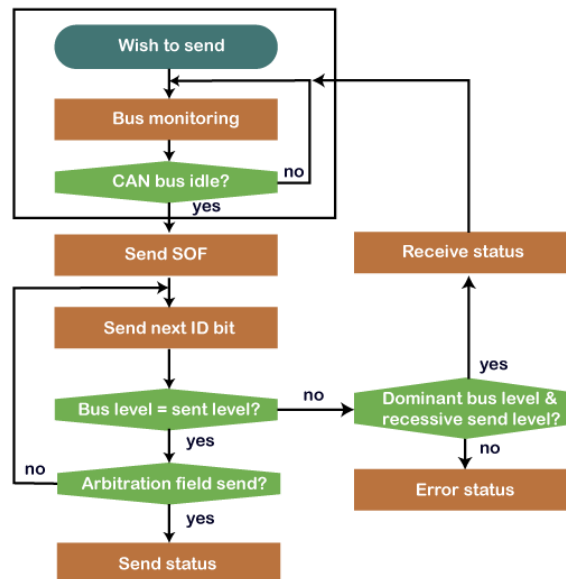 Wish to send
Bus monitoring
CAN bus idle?
no
yes
Send SOF
Receive status
Send next ID bit
yes
Bus level = sent level?
no
Dominant bus level &
recessive send level?
yes
no
no
Arbitration field send?
Error status
yes
Send status